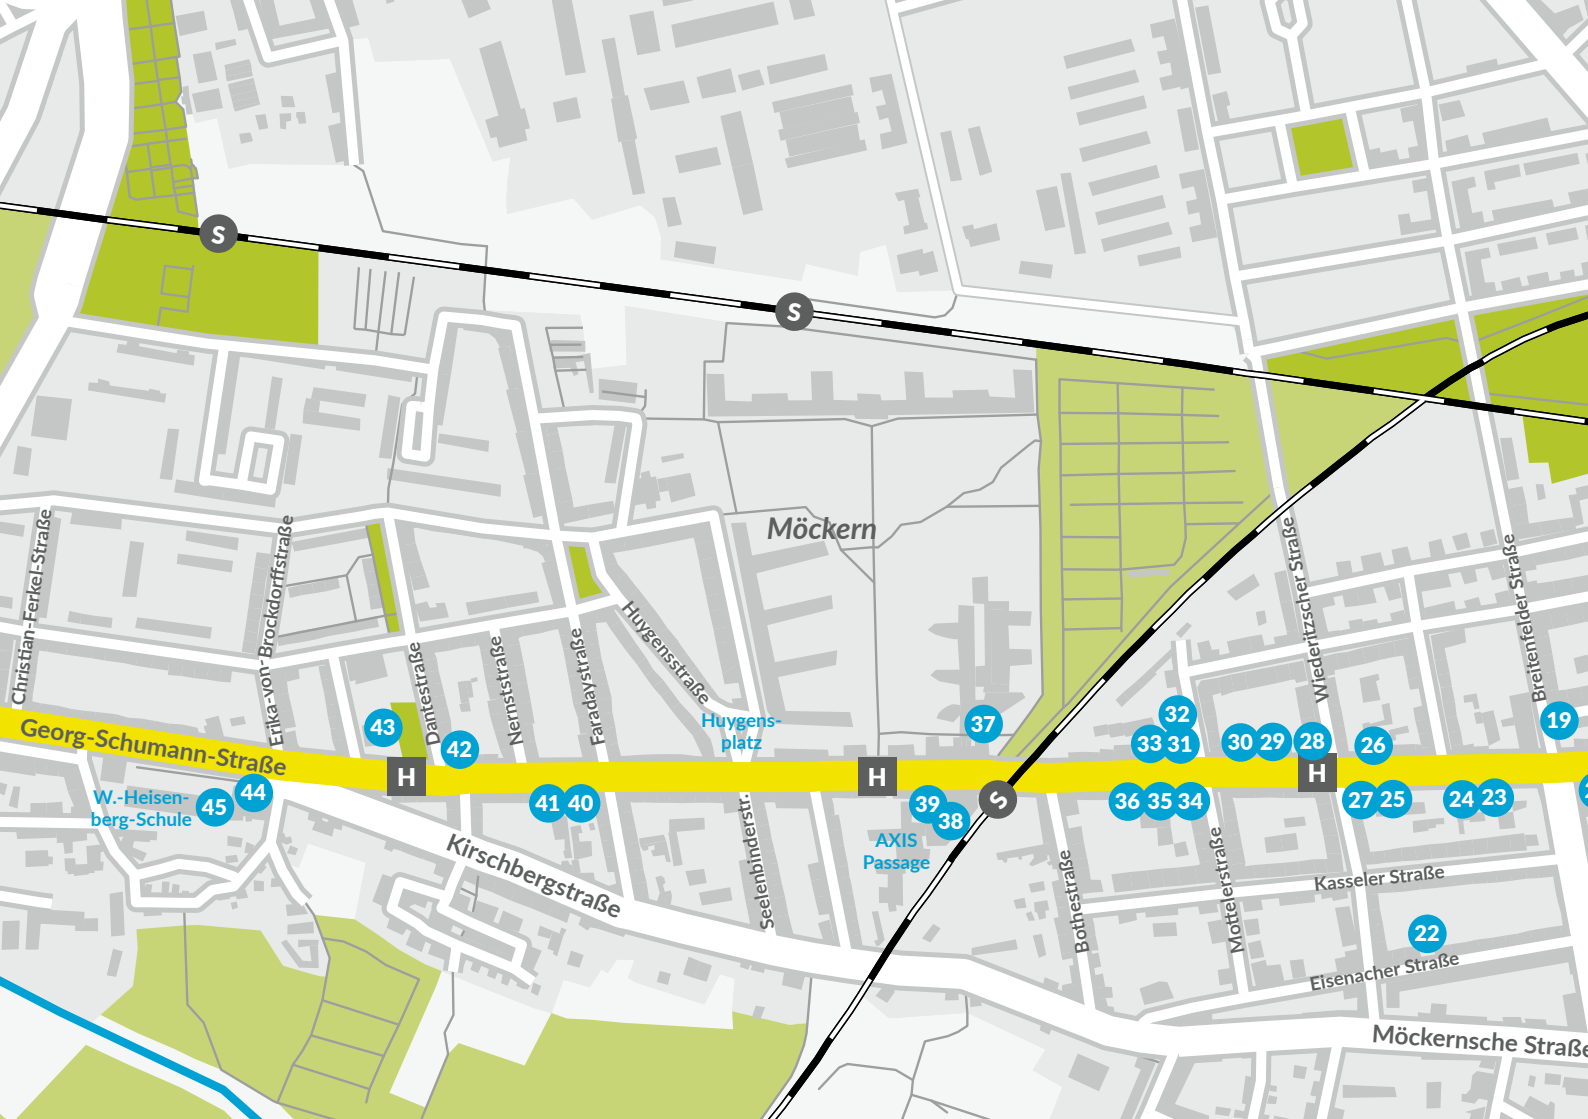 S
S
Möckern
Christian-Ferkel-Straße
Erika-von-Brockdorffstraße
Dantestraße
Nernststraße
Faradaystraße
Huygensstraße
Wiederitzscher Straße
Breitenfelder Straße
Huygens-
platz
Georg-Schumann-Straße
43
42
37
32
33
31
30
29
28
26
19
H
H
H
S
W.-Heisen-
berg-Schule
45
44
41
40
39
38
36
35
34
27
25
24
23
AXIS
Passage
Kirschbergstraße
Seelenbinderstr.
Bothestraße
Mottelerstraße
Kasseler Straße
22
Eisenacher Straße
Möckernsche Straße